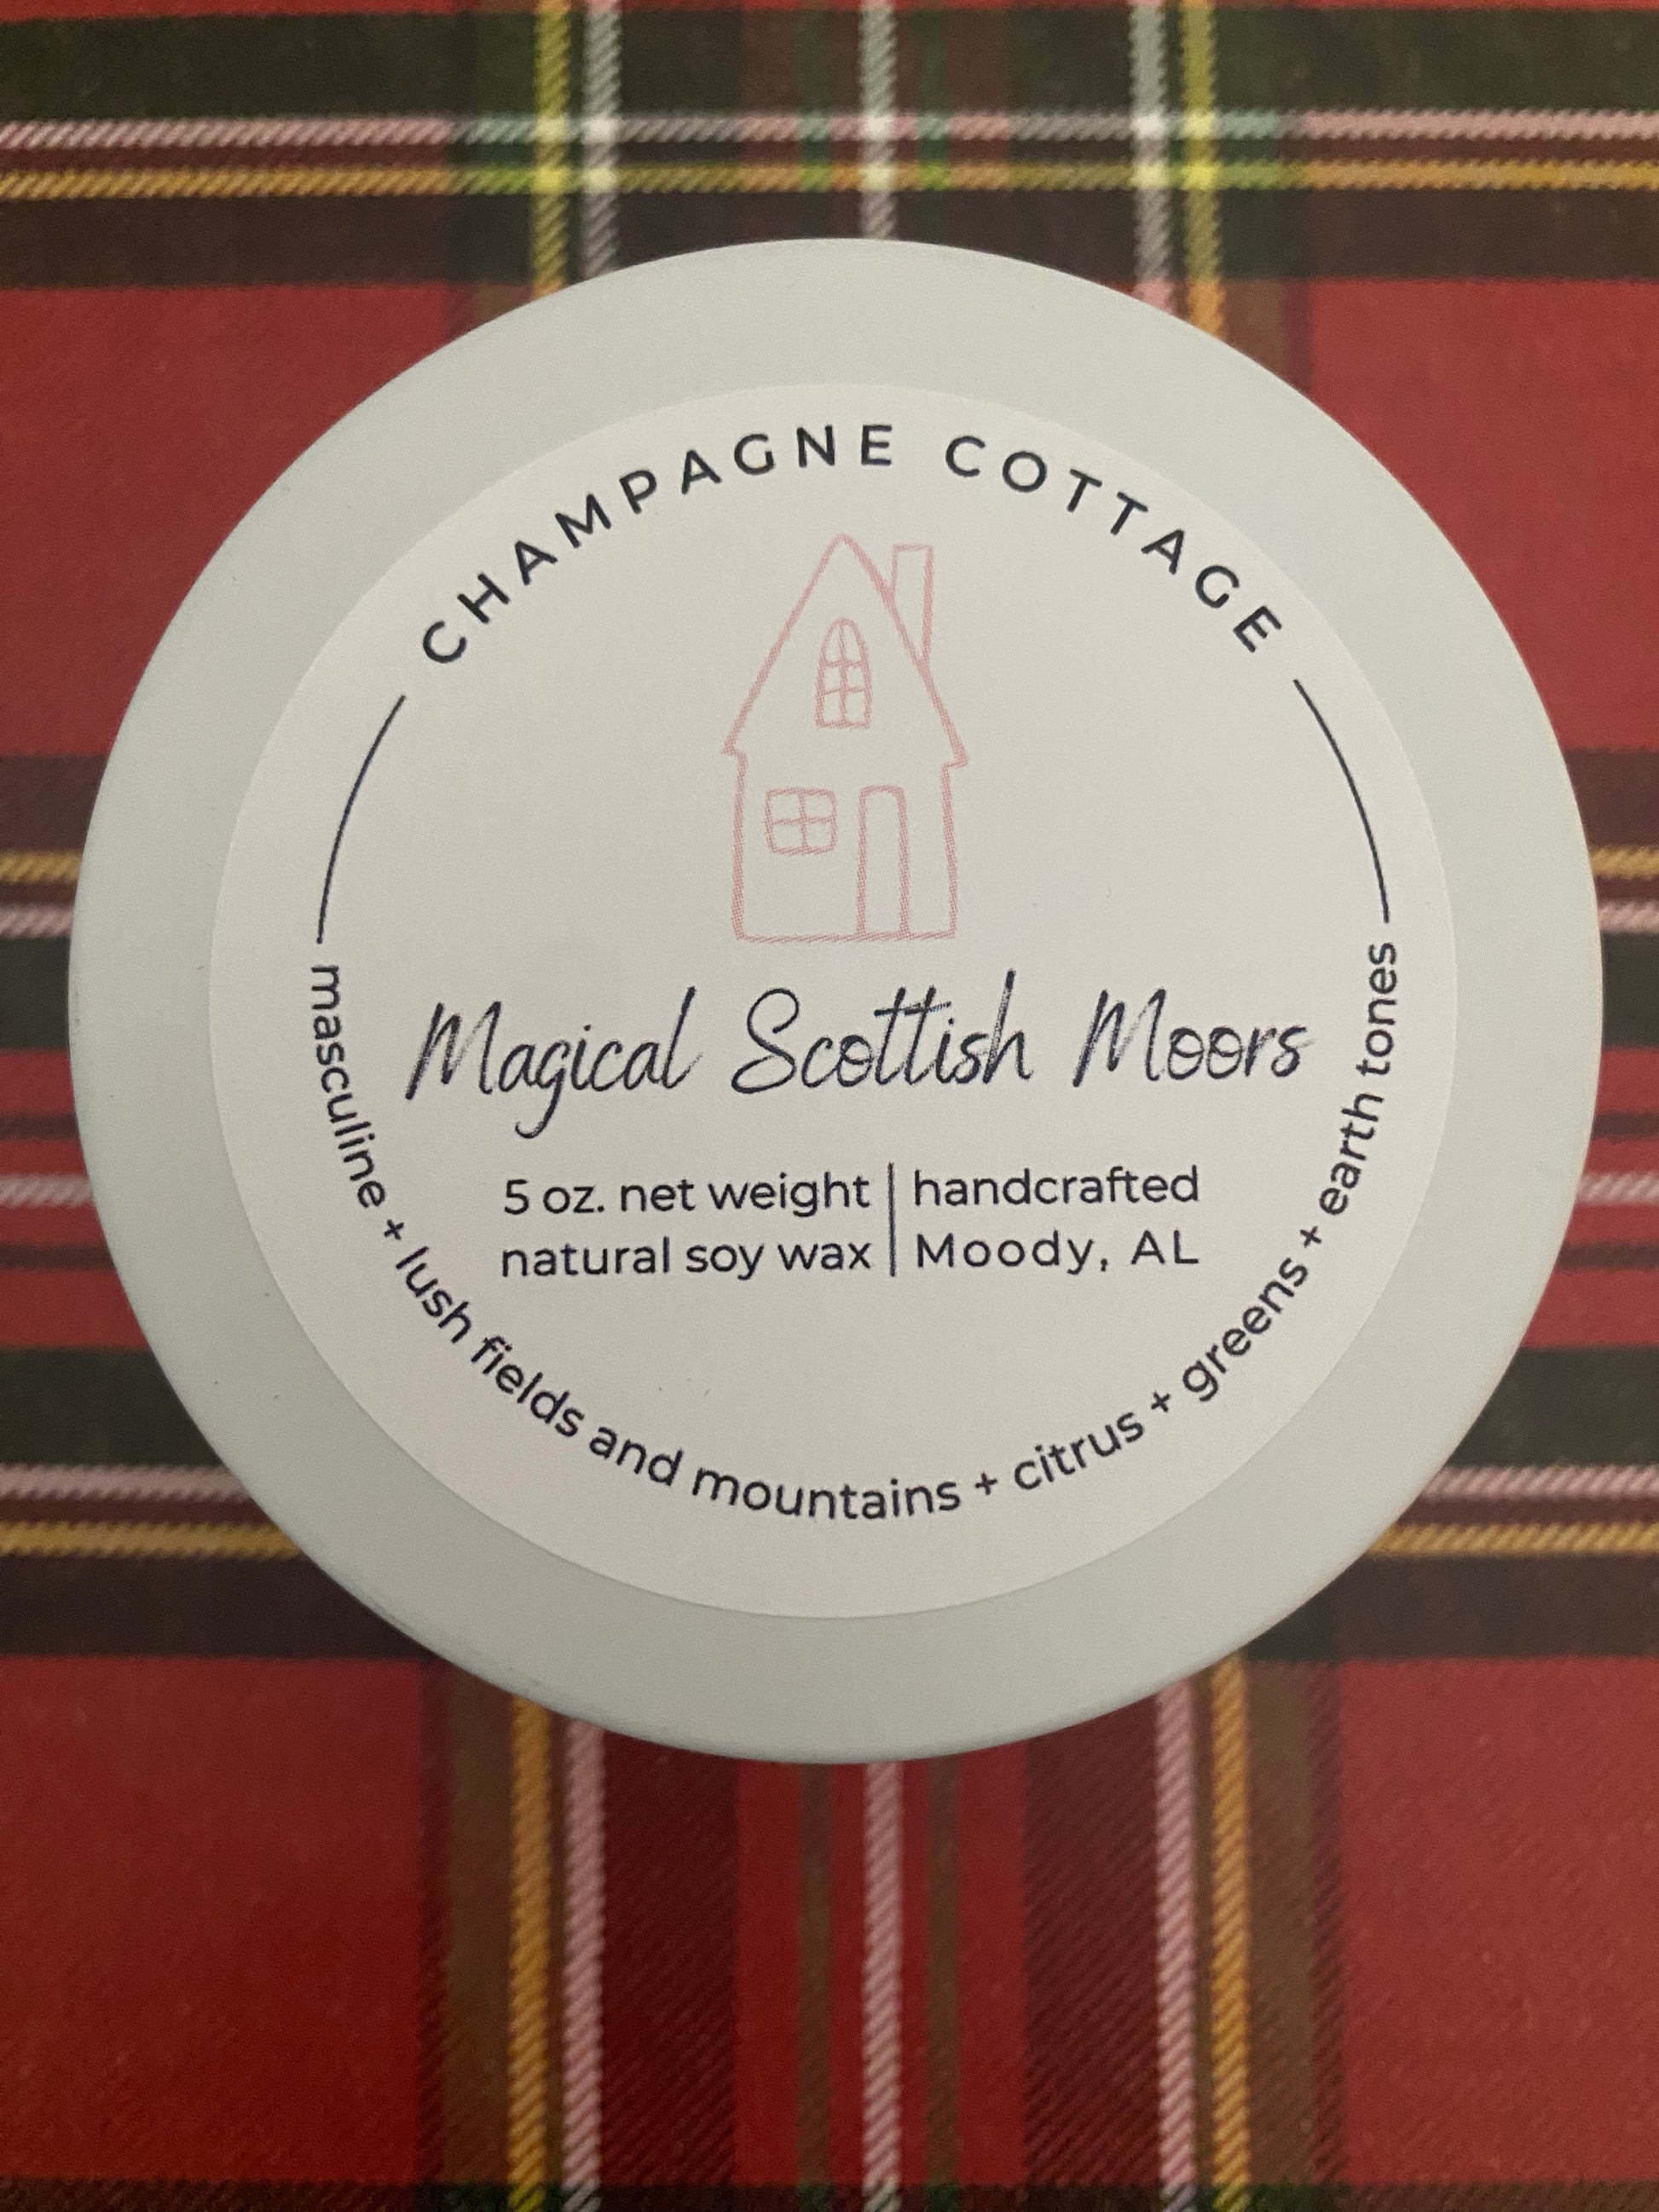 CHAMPAGNE COTTAGE
Magical Scottish Moors
5 oz. net weight | handcrafted
natural soy wax | Moody, AL
masculine + lush fields and mountains + citrus + greens + earth tones